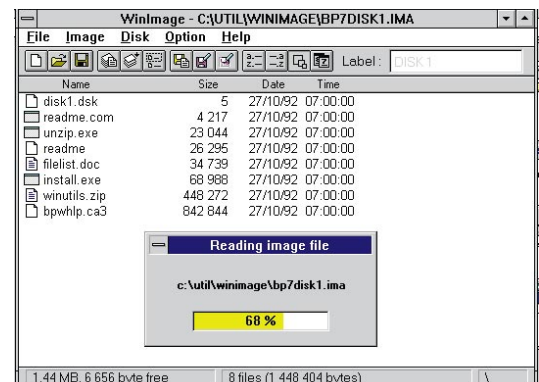 WinImage - C:\UTIL\WINIMAGE\BP7DISK1.IMA
File Image Disk Option Help
Label: DISK1
Name Size Date Time
disk1.dsk 5 27/10/92 07:00:00
readme.com 4 217 27/10/92 07:00:00
unzip.exe 23 044 27/10/92 07:00:00
readme 26 295 27/10/92 07:00:00
filelist.doc 34 739 27/10/92 07:00:00
install.exe 68 988 27/10/92 07:00:00
winutils.zip 448 272 27/10/92 07:00:00
bpwhlp.ca3 842 844 27/10/92 07:00:00
Reading image file
c:\util\winimage\bp7disk1.ima
68 %
1.44 MB, 6 656 byte free 8 files (1 448 404 bytes) \